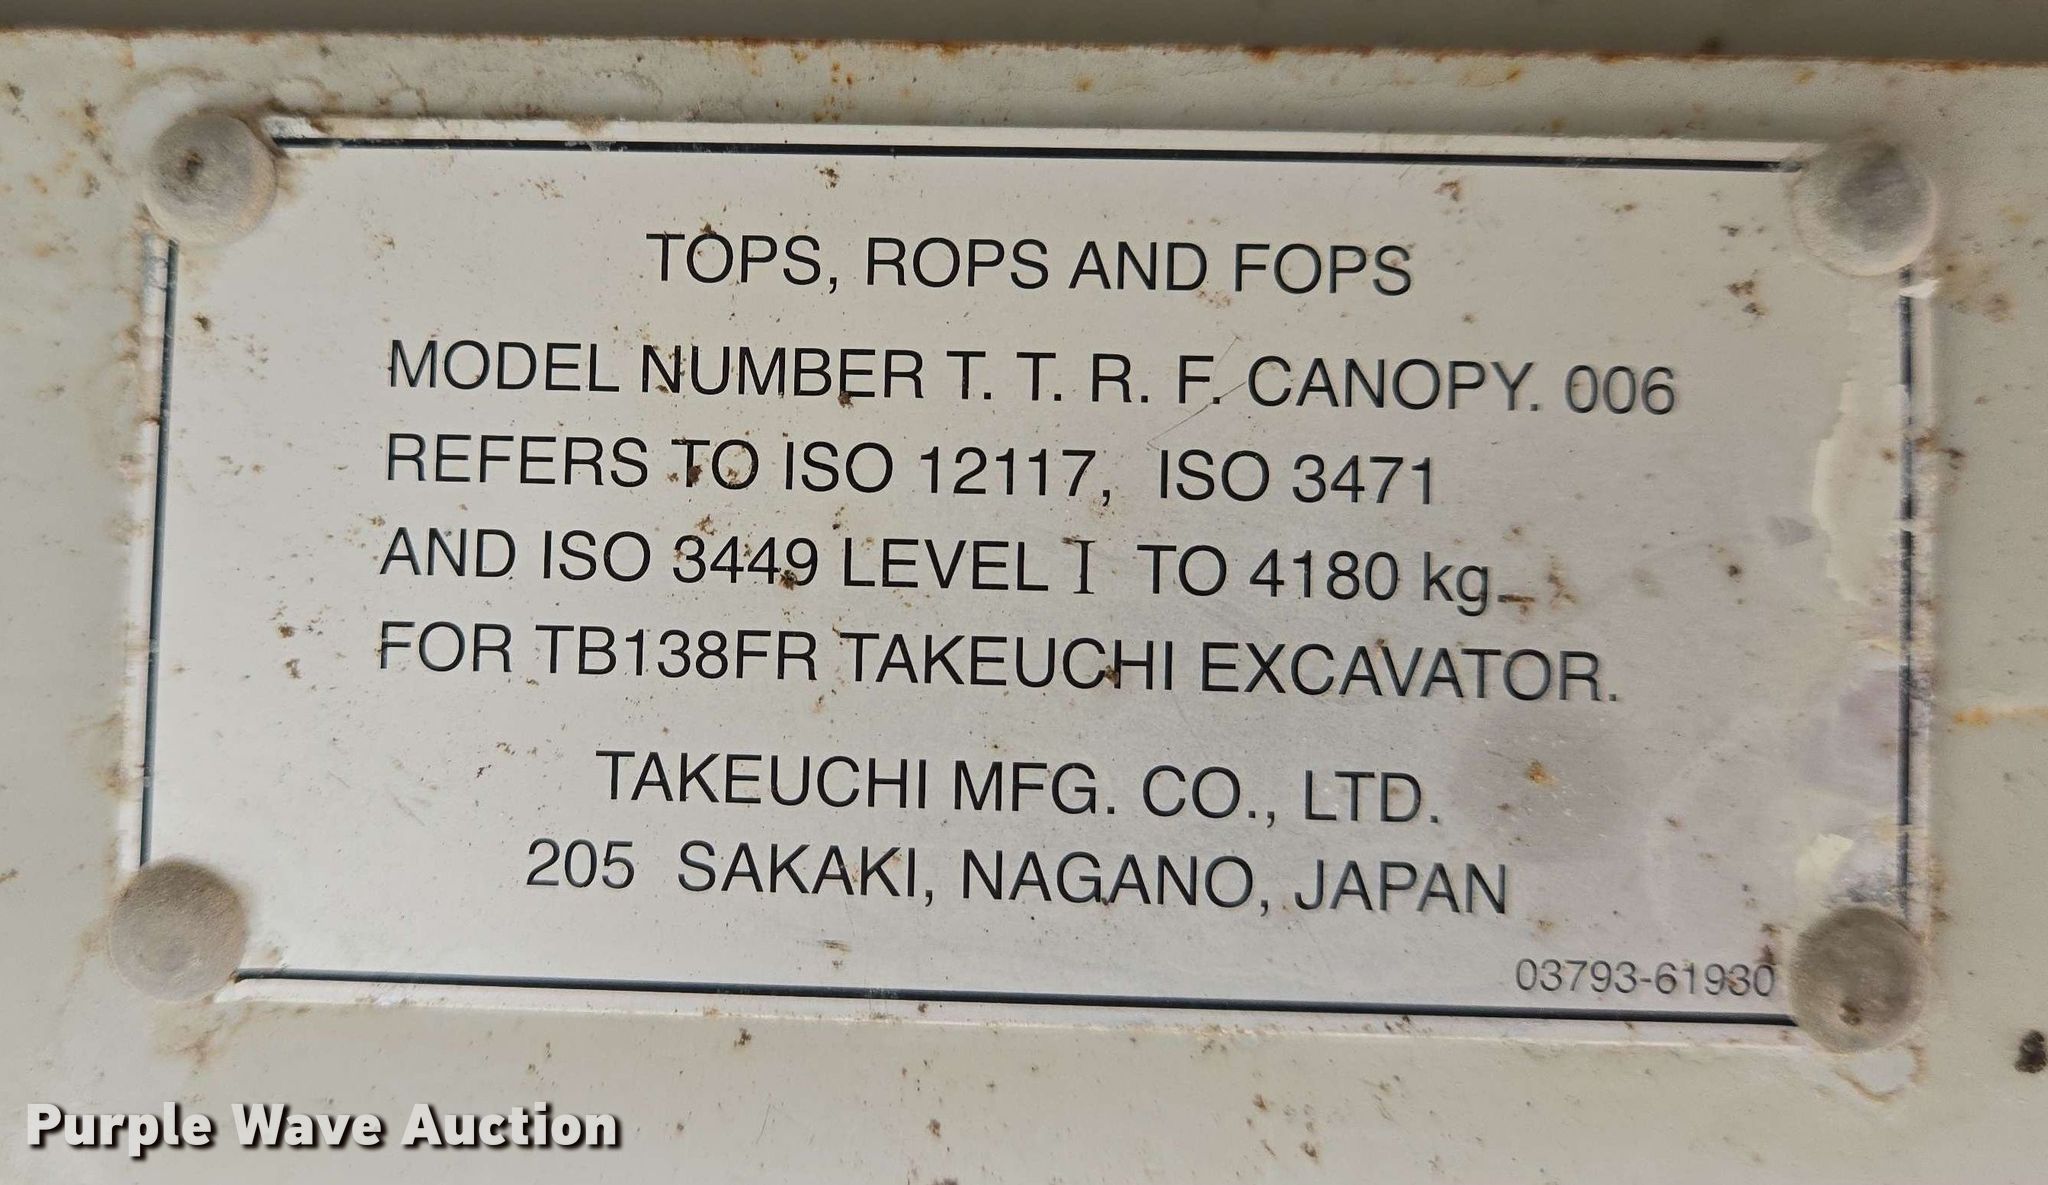 TOPS, ROPS AND FOPS
MODEL NUMBER T. T. R. F. CANOPY. 006
REFERS TO ISO 12117, ISO 3471
AND ISO 3449 LEVEL I TO 4180 kg.
FOR TB138FR TAKEUCHI EXCAVATOR.
TAKEUCHI MFG. CO., LTD.
205 SAKAKI, NAGANO, JAPAN
03793-61930
Purple Wave Auction